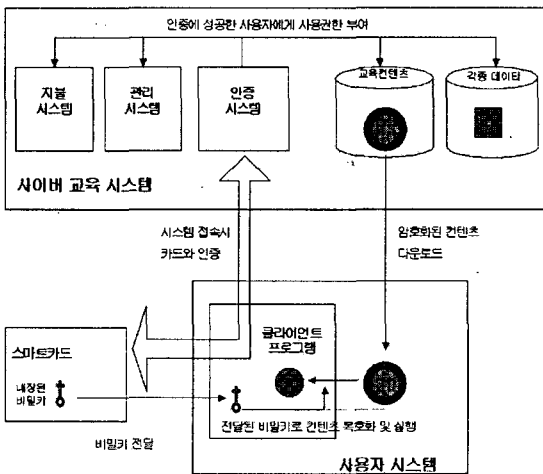 인증에 성공한 사용자에게 사용권한 부여
지불
시스템
관리
시스템
인증
시스템
교육컨텐츠
각종 데이타
사이버 교육 시스템
시스템 접속시
카드와 인증
암호화된 컨텐츠
다운로드
스마트카드
내장된
비밀키
비밀키 전달
클라이언트
프로그램
전달된 비밀키로 컨텐츠 복호화 및 실행
사용자 시스템